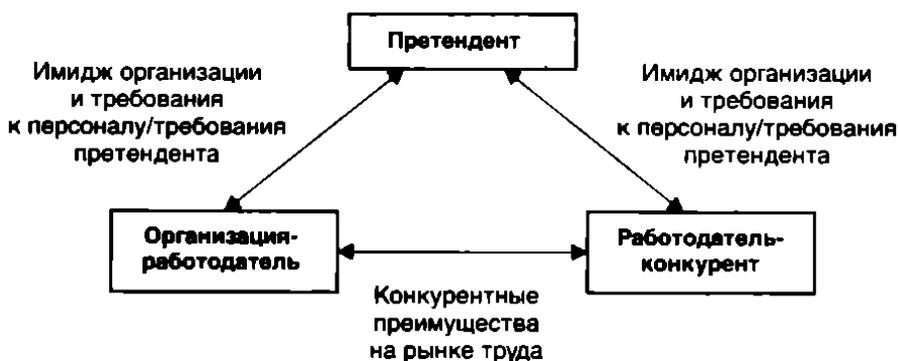 Претендент
Имидж организации
и требования
к персоналу/требования
претендента
Имидж организации
и требования
к персоналу/требования
претендента
Организация-
работодатель
Работодатель-
конкурент
Конкурентные
преимущества
на рынке труда